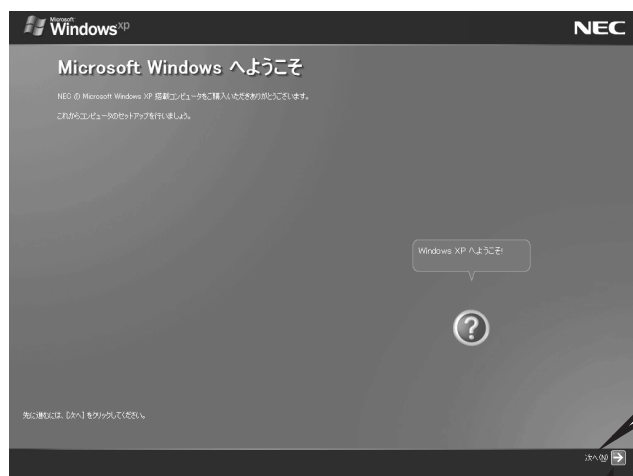 Microsoft
Windows xp
NEC
Microsoft Windows へようこそ
NEC の Microsoft Windows XP 搭載コンピュータをご購入いただきありがとうございます。
これからコンピュータのセットアップを行いましょう。
Windows XP へようこそ!
?
先に進むには、[次へ] をクリックしてください。
次へ(N)